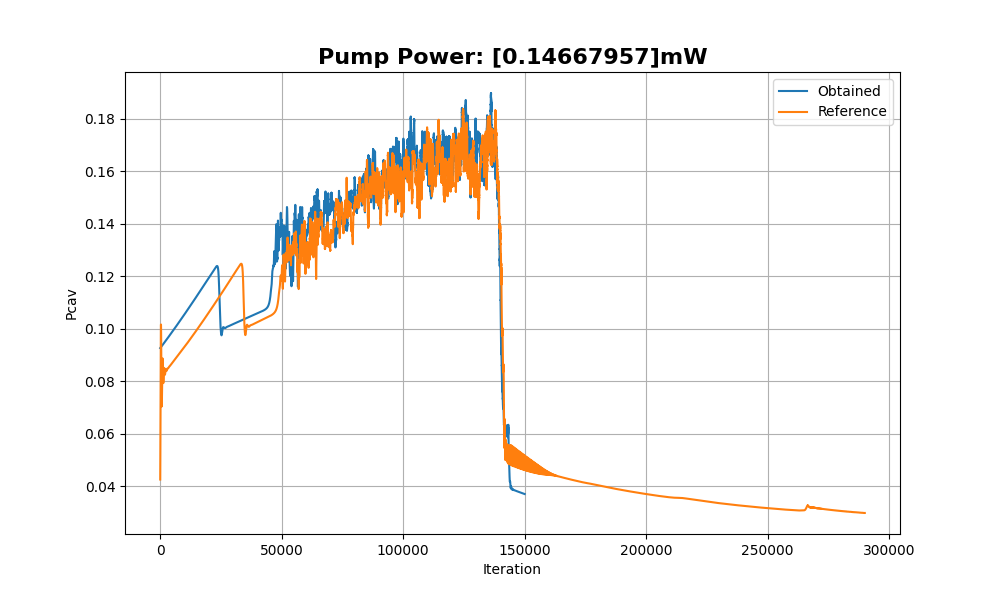 Pump Power: [0.14667957]mW
Obtained
Reference
0.18
0.16
0.14
0.12
0.10
0.08
0.06
0.04
Pcav
0 50000 100000 150000 200000 250000 300000
Iteration